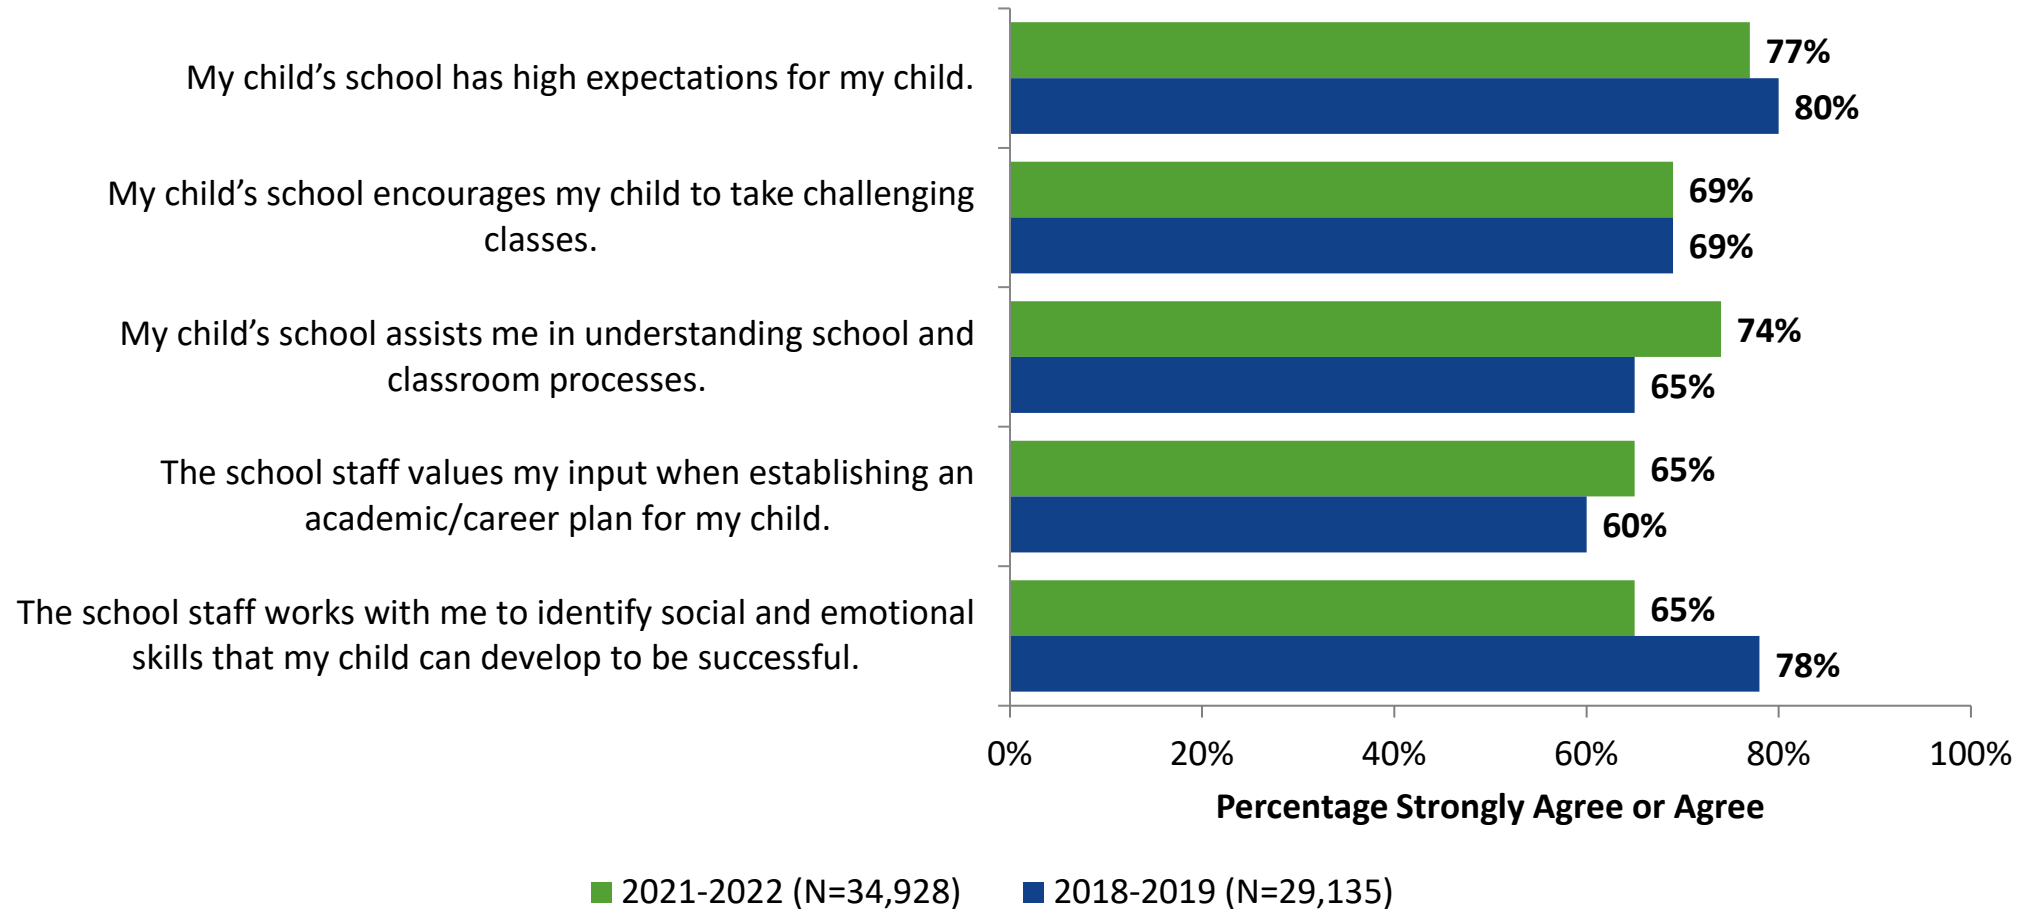 My child’s school has high expectations for my child.
77%
80%
My child’s school encourages my child to take challenging
classes.
69%
69%
My child’s school assists me in understanding school and
classroom processes.
74%
65%
The school staff values my input when establishing an
academic/career plan for my child.
65%
60%
The school staff works with me to identify social and emotional
skills that my child can develop to be successful.
65%
78%
0% 20% 40% 60% 80% 100%
Percentage Strongly Agree or Agree
2021-2022 (N=34,928) 2018-2019 (N=29,135)